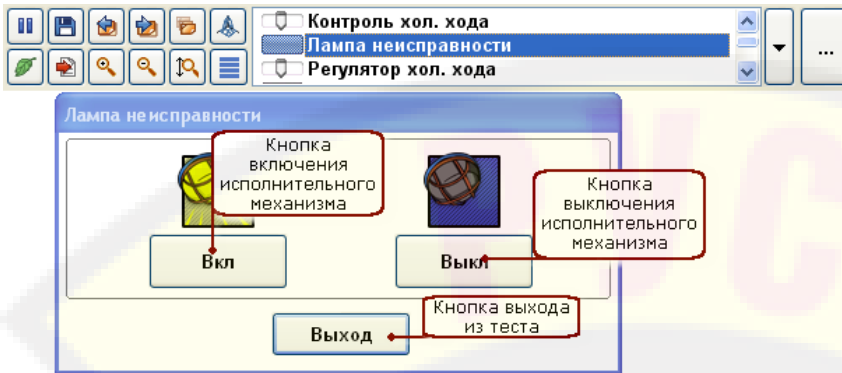 Контроль хол. хода
Лампа неисправности
Регулятор хол. хода
...
Лампа неисправности
Кнопка
включения
исполнительного
механизма
Кнопка
выключения
исполнительного
механизма
Вкл
Выкл
Кнопка выхода
из теста
Выход
РУС